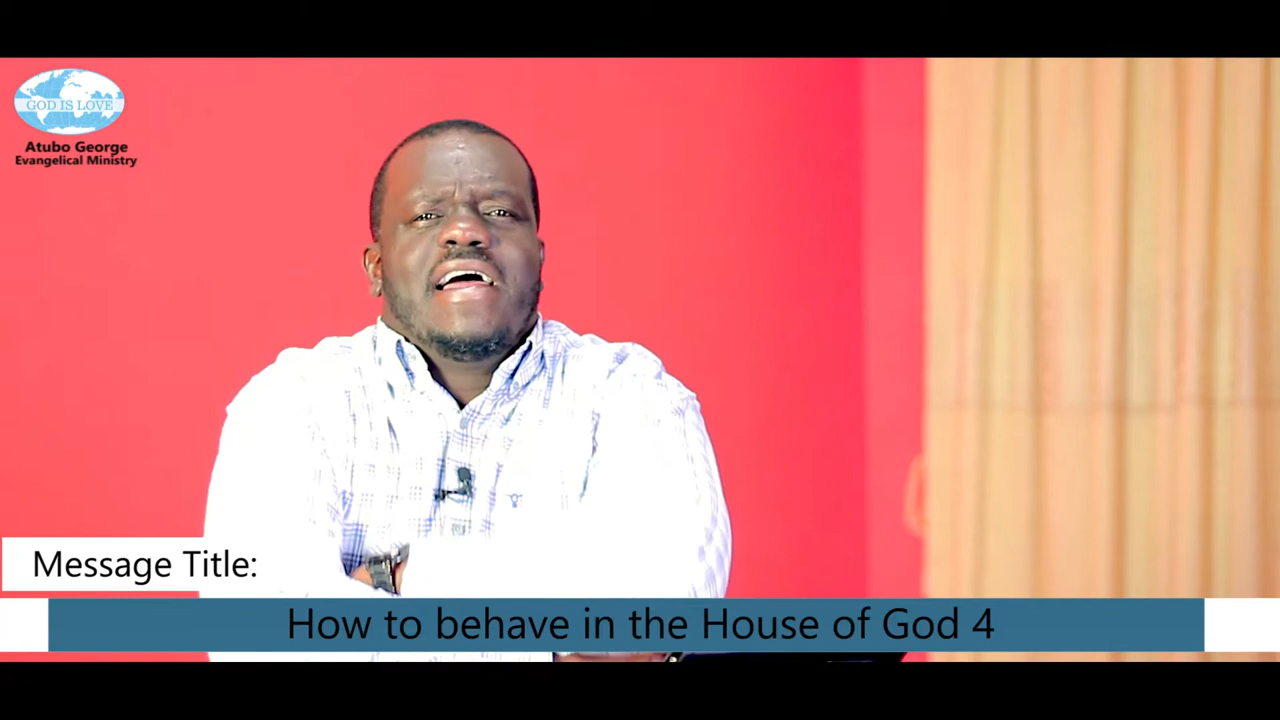 GOD IS LOVE
Atubo George
Evangelical Ministry
Message Title:
How to behave in the House of God 4